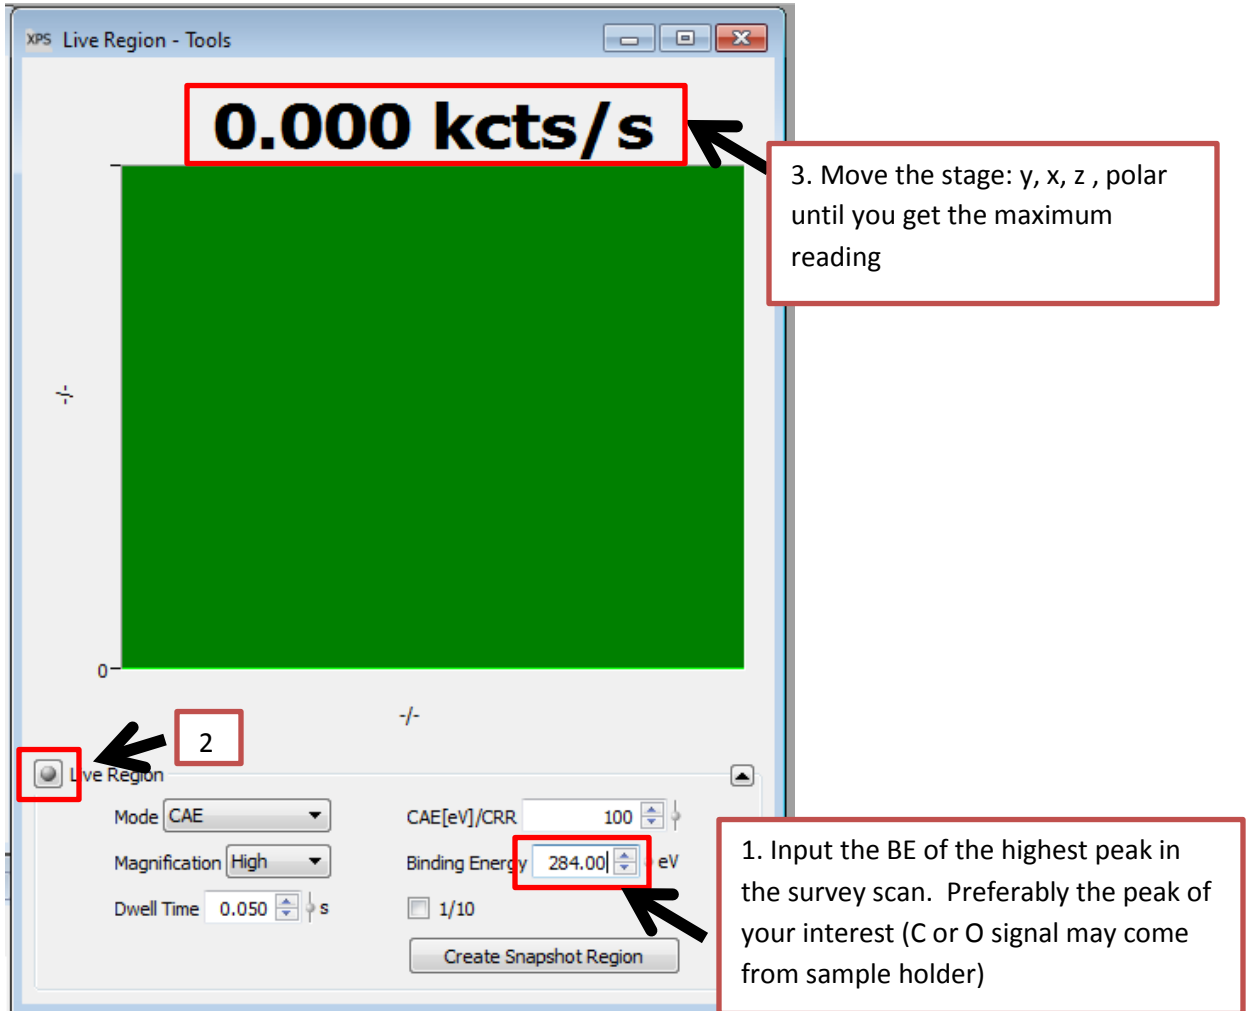 XPS Live Region - Tools
0.000 kcts/s
3. Move the stage: y, x, z , polar
until you get the maximum
reading
-/-
0
-/-
2
Live Region
Mode CAE CAE[eV]/CRR 100
Magnification High Binding Energy 284.00 eV
Dwell Time 0.050 s 1/10
Create Snapshot Region
1. Input the BE of the highest peak in
the survey scan. Preferably the peak of
your interest (C or O signal may come
from sample holder)